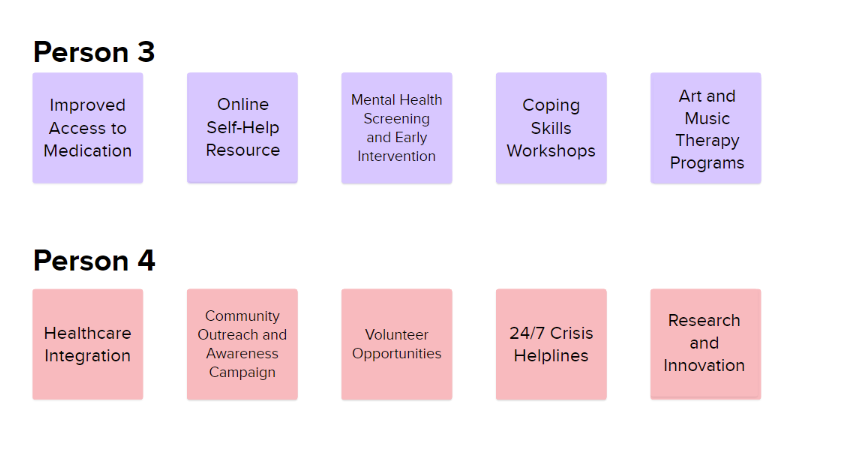 Person 3
Improved
Access to
Medication
Online
Self-Help
Resource
Mental Health
Screening
and Early
Intervention
Coping
Skills
Workshops
Art and
Music
Therapy
Programs
Person 4
Healthcare
Integration
Community
Outreach and
Awareness
Campaign
Volunteer
Opportunities
24/7 Crisis
Helplines
Research
and
Innovation